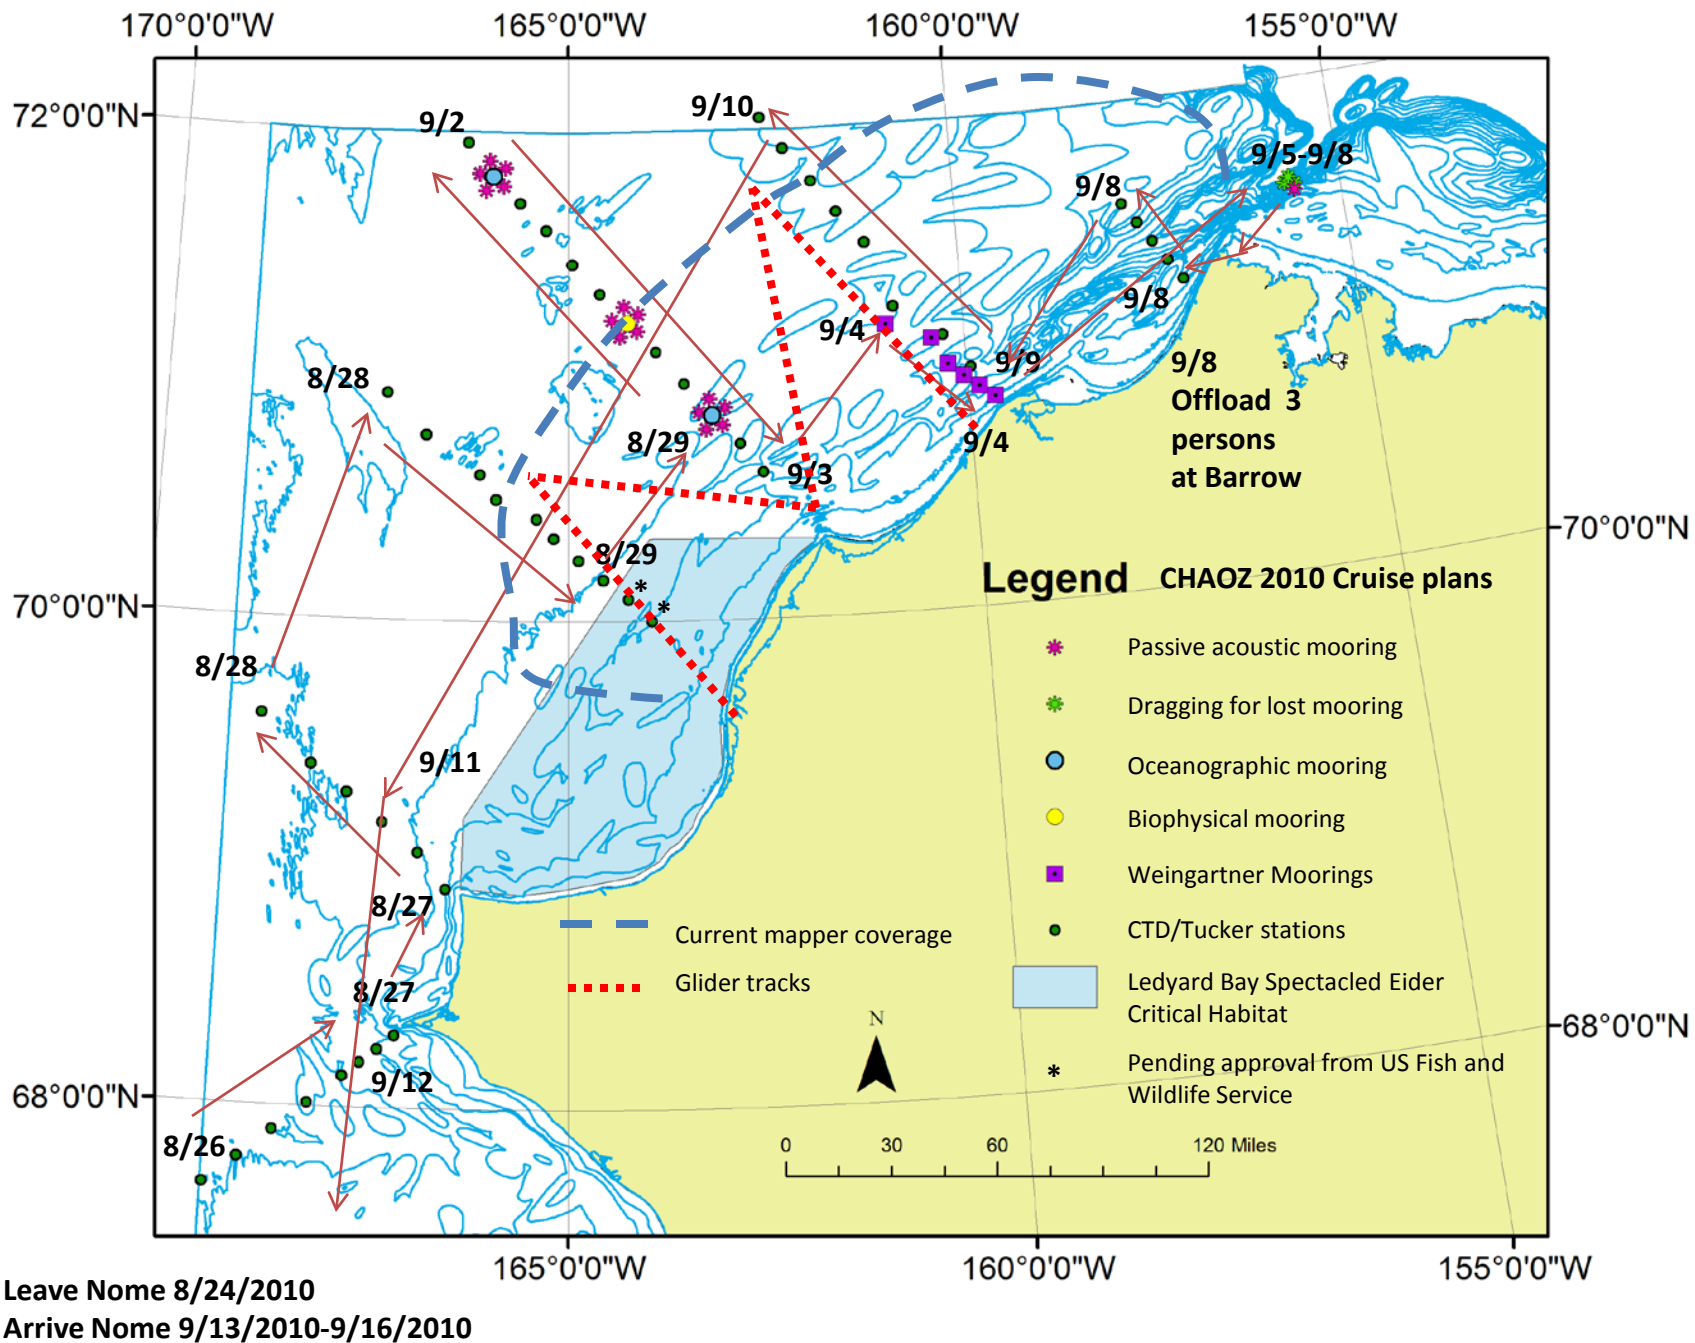 170°0'0"W 165°0'0"W 160°0'0"W 155°0'0"W
72°0'0"N
9/2
9/10
9/5-9/8
9/8
9/8
9/4
9/9
9/8
Offload 3
persons
at Barrow
8/28
8/29
9/4
9/3
70°0'0"N
8/29
Legend CHAOZ 2010 Cruise plans
70°0'0"N
Passive acoustic mooring
8/28
Dragging for lost mooring
9/11
Oceanographic mooring
Biophysical mooring
Weingartner Moorings
8/27
Current mapper coverage
CTD/Tucker stations
8/27
Glider tracks
Ledyard Bay Spectacled Eider
Critical Habitat
N
68°0'0"N
* Pending approval from US Fish and
Wildlife Service
9/12
68°0'0"N
8/26
0 30 60 120 Miles
165°0'0"W 160°0'0"W 155°0'0"W
Leave Nome 8/24/2010
Arrive Nome 9/13/2010-9/16/2010